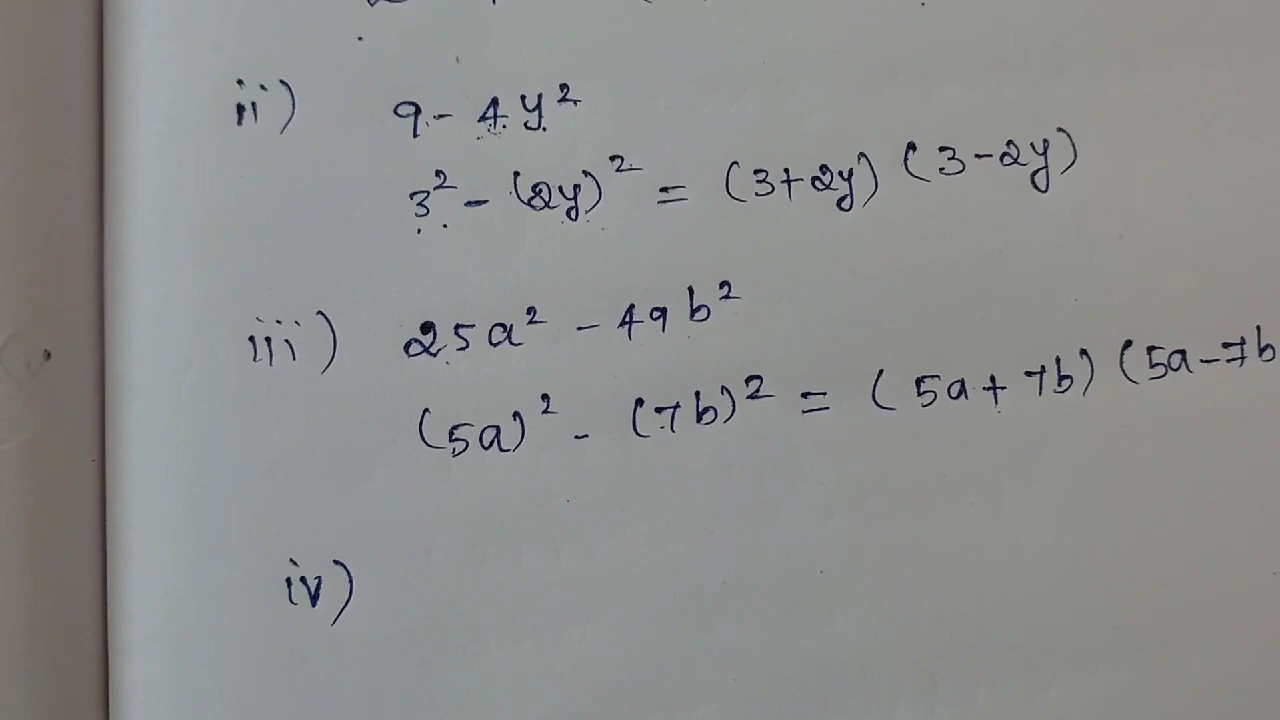 ii) 9 - 4y²
3² - (2y)² = (3+2y) (3-2y)
iii) 25a² - 49b²
(5a)² - (7b)² = (5a+7b) (5a-7b
iv)